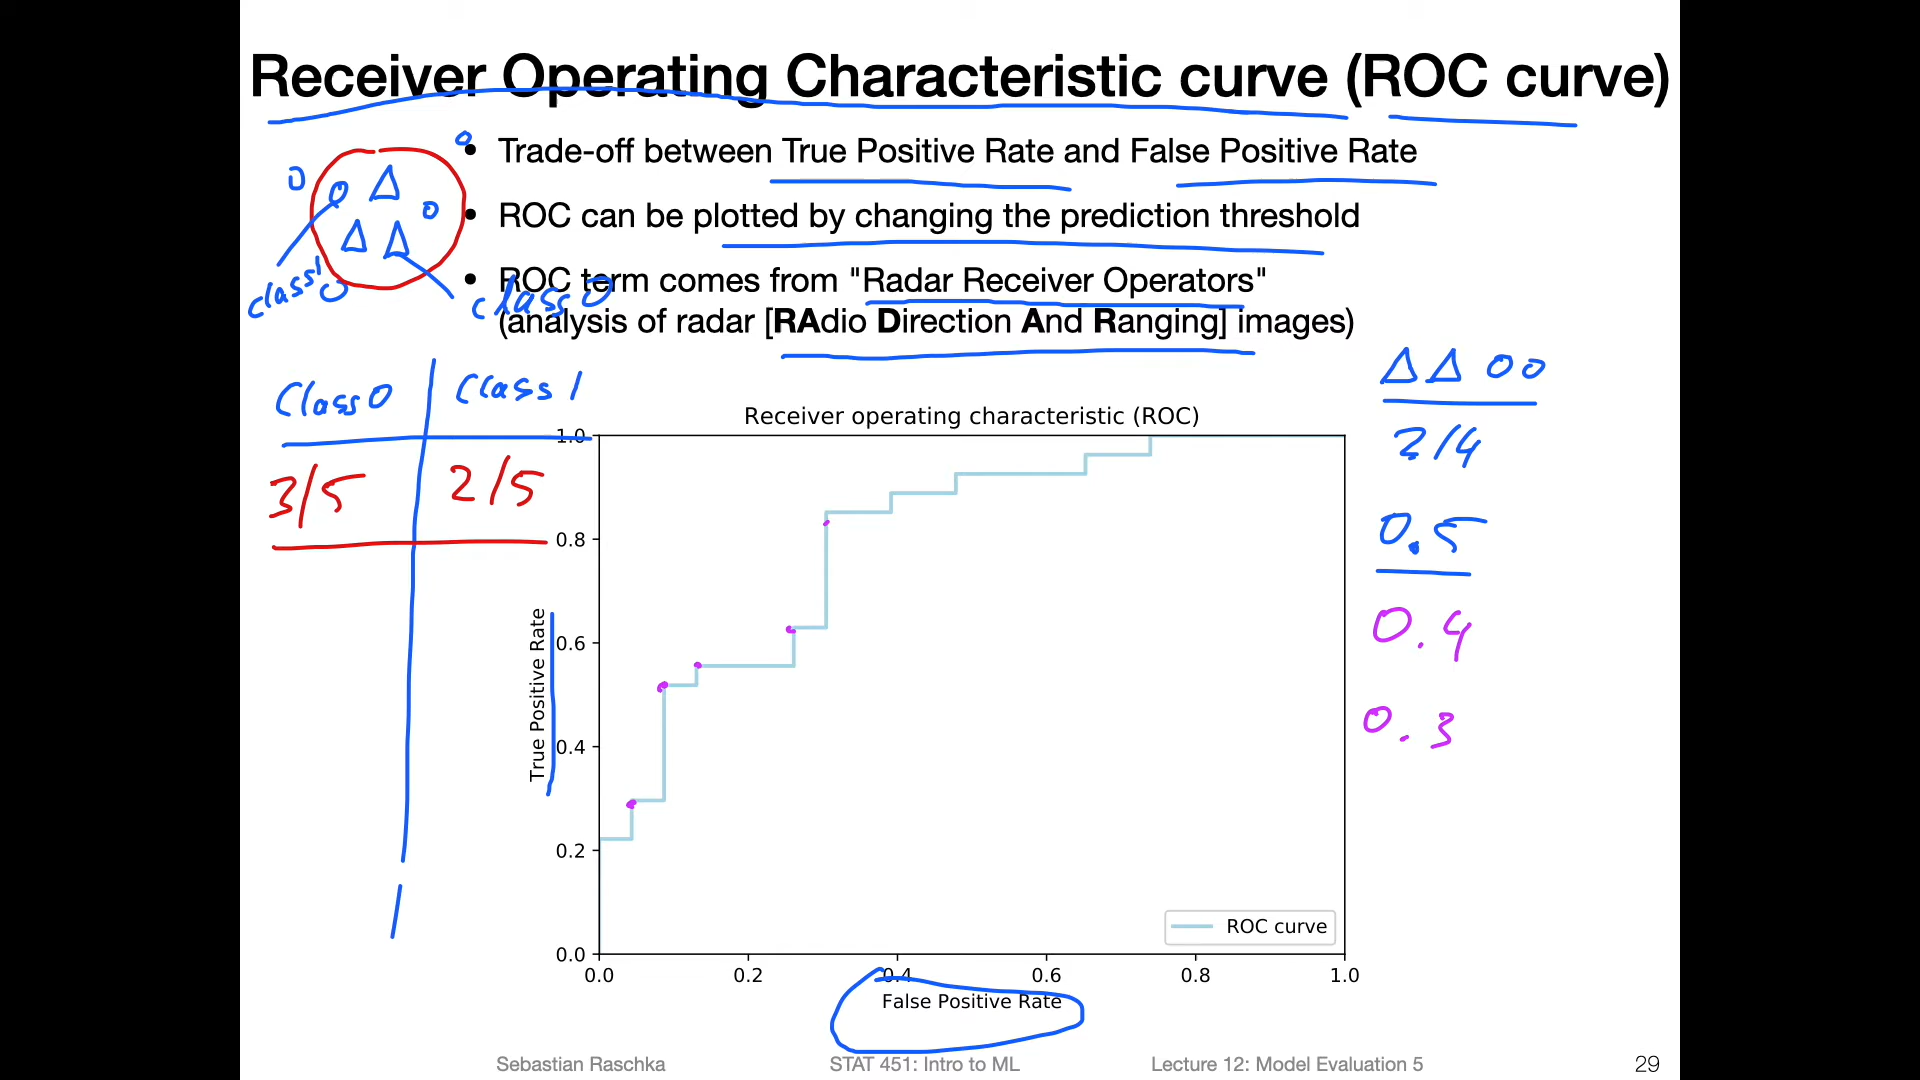 Receiver Operating Characteristic curve (ROC curve)
• Trade-off between True Positive Rate and False Positive Rate
• ROC can be plotted by changing the prediction threshold
• ROC term comes from "Radar Receiver Operators"
(analysis of radar [RAdio Direction And Ranging] images)
class 1
class 0
Class 0 Class 1
3/5 2/5
2/4
0.5
0.4
0.3
Receiver operating characteristic (ROC)
1.0
0.8
0.6
0.4
0.2
0.0
True Positive Rate
ROC curve
0.0 0.2 0.4 0.6 0.8 1.0
False Positive Rate
Sebastian Raschka STAT 451: Intro to ML Lecture 12: Model Evaluation 5 29